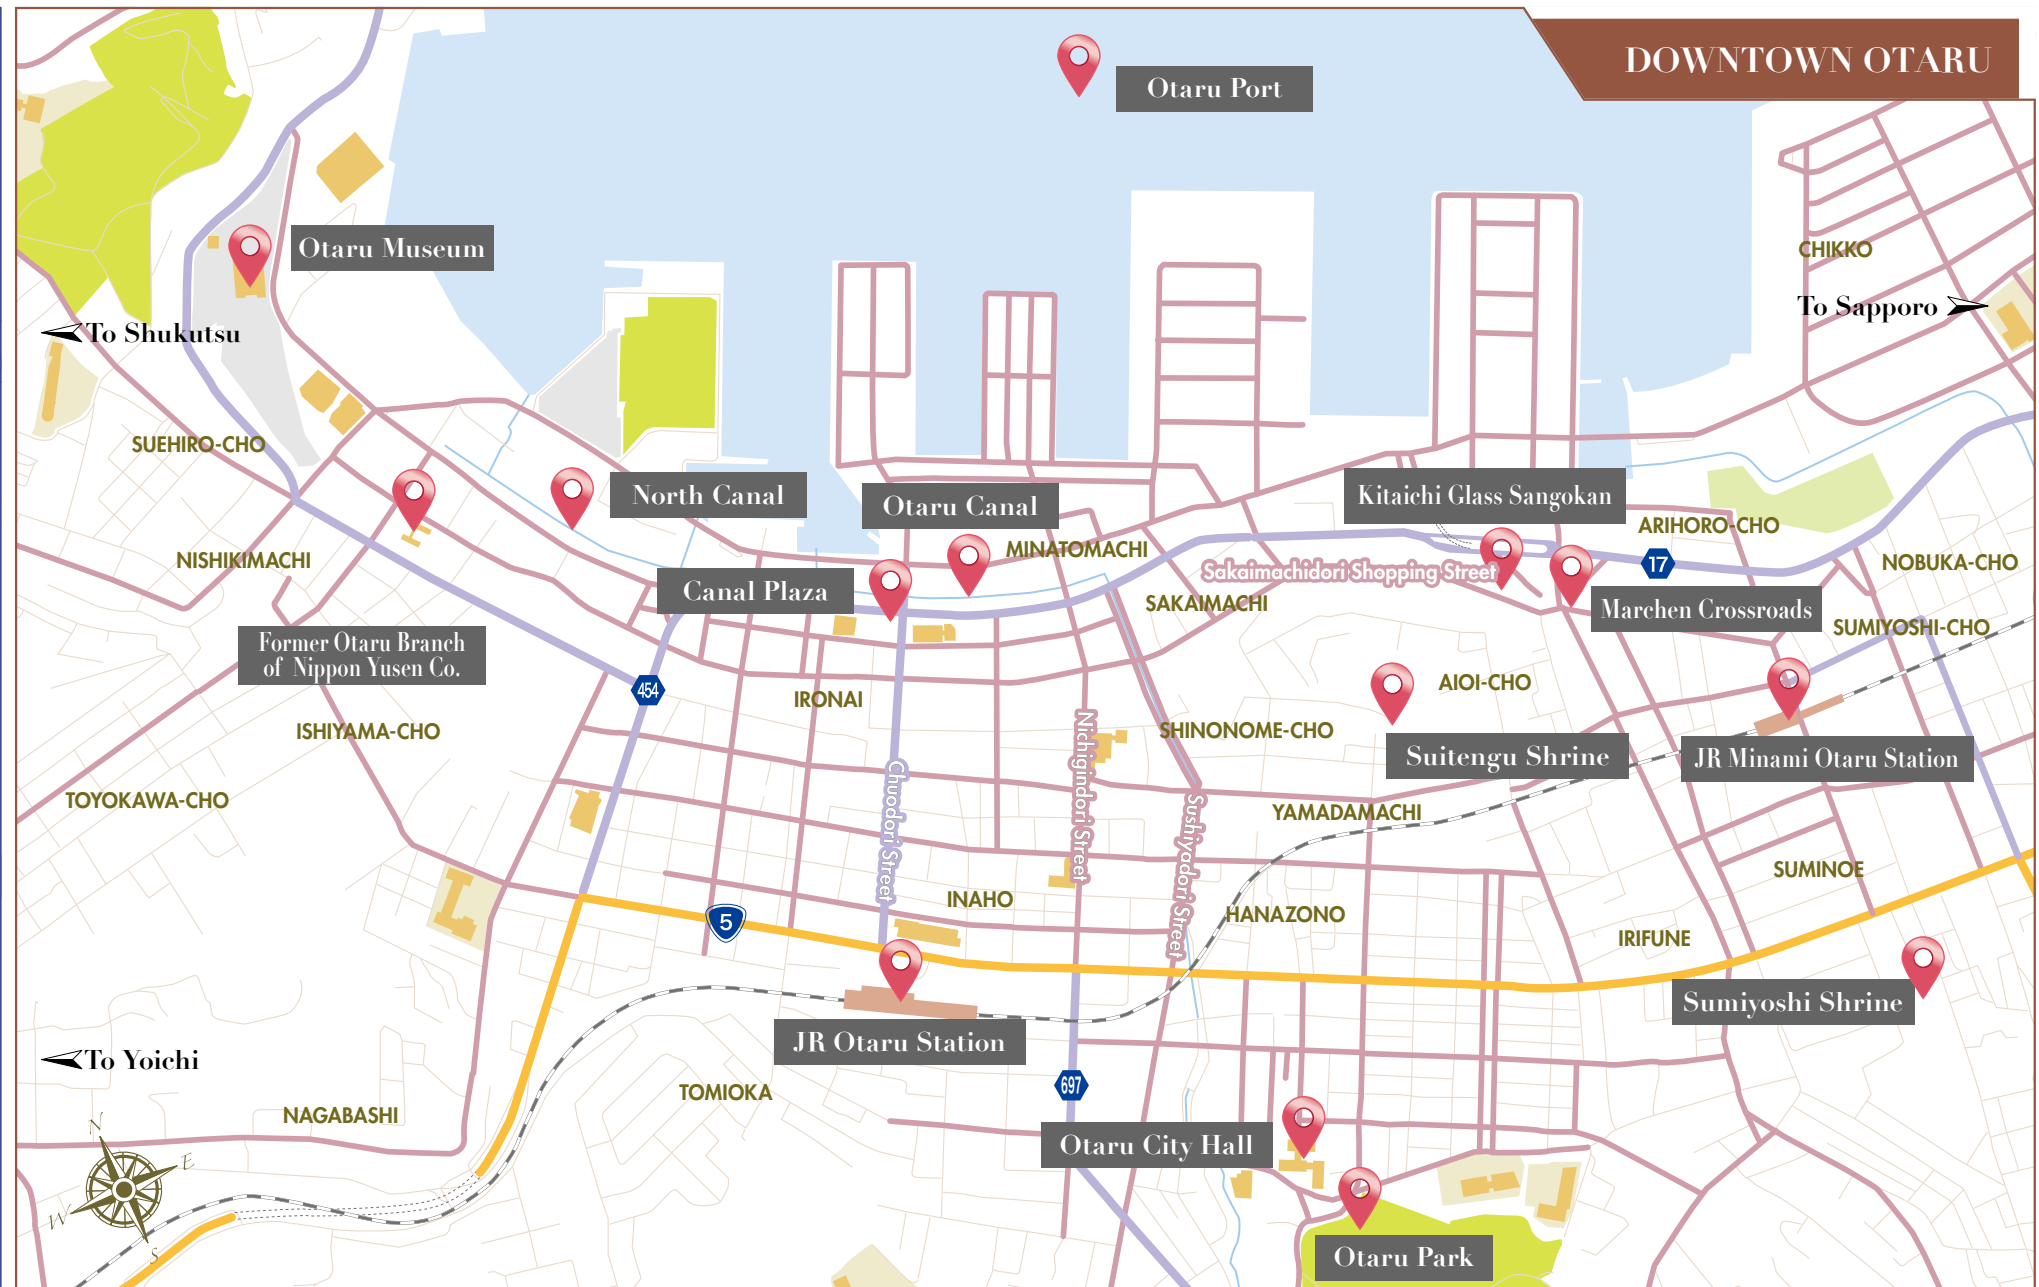 DOWNTOWN OTARU
Otaru Port
Otaru Museum
CHIKKO
To Sapporo
To Shukutsu
SUEHIRO-CHO
North Canal
Otaru Canal
Kitaichi Glass Sangokan
ARIHORO-CHO
MINATOMACHI
NISHIKIMACHI
Sakaimachidori Shopping Street
17
NOBUKA-CHO
Canal Plaza
SAKAIMACHI
Marchen Crossroads
SUMIYOSHI-CHO
Former Otaru Branch
of Nippon Yusen Co.
454
IRONAI
AIOI-CHO
ISHIYAMA-CHO
SHINONOME-CHO
Suitengu Shrine
JR Minami Otaru Station
Chuodori Street
Nichigindori Street
Sushiyadori Street
TOYOKAWA-CHO
YAMADAMACHI
SUMINOE
INAHO
HANAZONO
5
IRIFUNE
Sumiyoshi Shrine
JR Otaru Station
To Yoichi
697
TOMIOKA
NAGABASHI
Otaru City Hall
N
E
W
S
Otaru Park